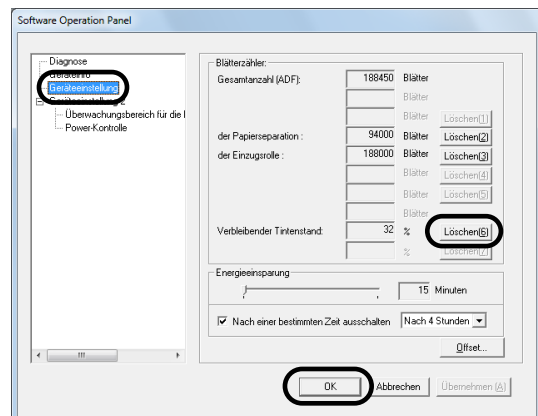 Software Operation Panel
Diagnose
Geräteinfo
Geräteeinstellung
Geräteeinstellung 2
Überwachungsbereich für die
Power-Kontrolle
Blätterzähler:
Gesamtanzahl (ADF): 188450 Blätter
Blätter
Blätter Löschen(1)
der Papierseparation : 94000 Blätter Löschen(2)
der Einzugsrolle : 188000 Blätter Löschen(3)
Blätter Löschen(4)
Blätter Löschen(5)
Blätter
Verbleibender Tintenstand: 32 % Löschen(6)
% Löschen(7)
Energieeinsparung
15 Minuten
Nach einer bestimmten Zeit ausschalten Nach 4 Stunden
Offset...
OK Abbrechen Übernehmen (A)